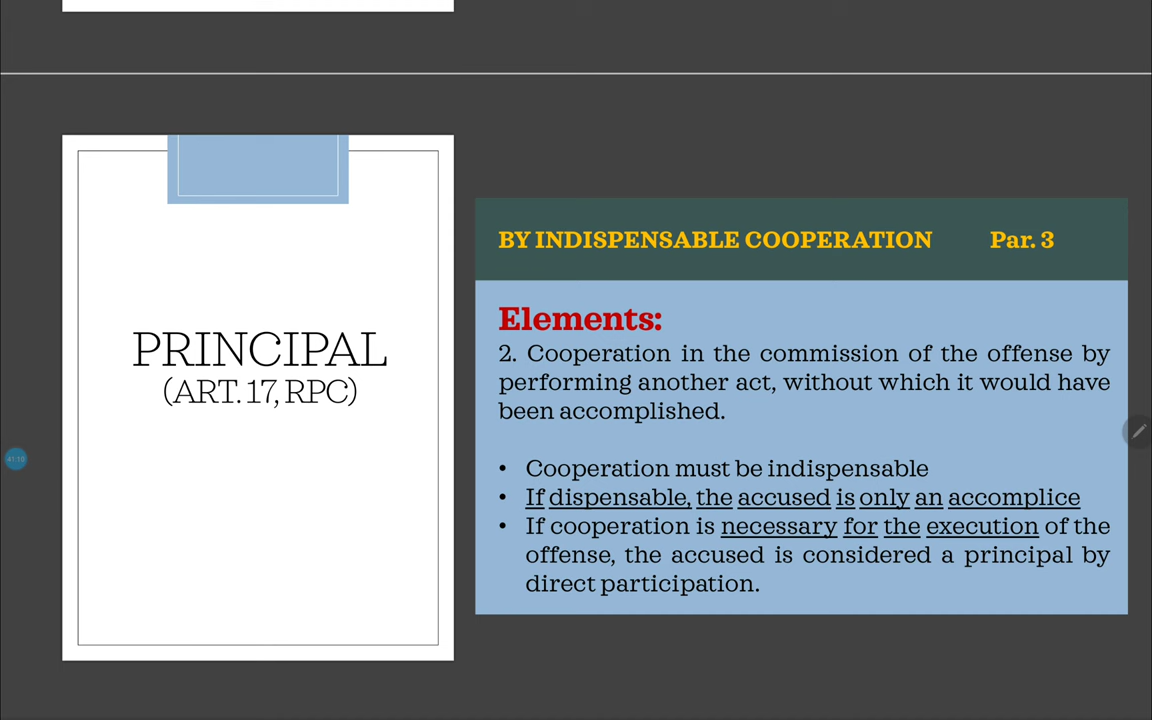 PRINCIPAL
(ART. 17, RPC)
BY INDISPENSABLE COOPERATION Par. 3
Elements:
2. Cooperation in the commission of the offense by
performing another act, without which it would have
been accomplished.
• Cooperation must be indispensable
• If dispensable, the accused is only an accomplice
• If cooperation is necessary for the execution of the
offense, the accused is considered a principal by
direct participation.
41:10